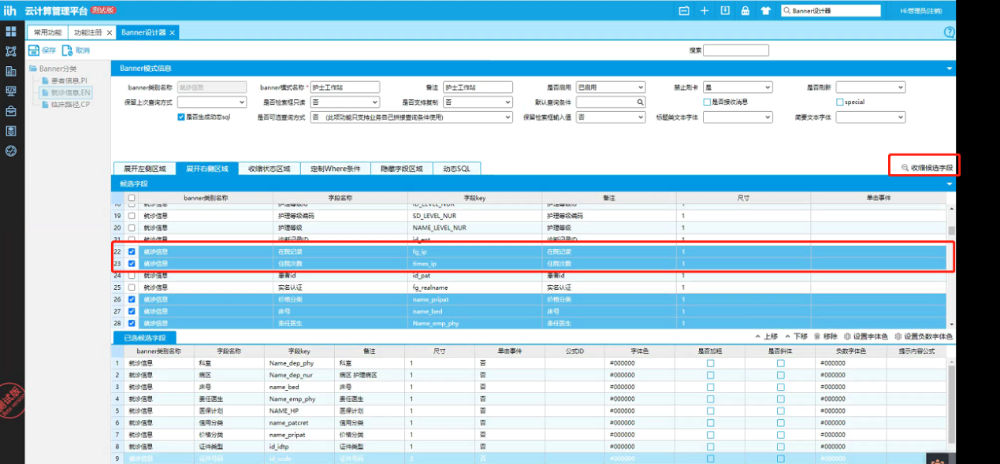 iih 云计算管理平台 测试版 Banner设计器 Hi:管理员(注销)
常用功能 功能注册 × Banner设计器 ×
保存 取消 搜索
Banner分类
患者信息,PI
就诊信息,EN
临床路径,CP
Banner模式信息
banner类别名称 就诊信息 banner模式名称 * 护士工作站 备注 护士工作站 是否启用 已启用 禁止刷卡 是 是否刷新
保留上次查询方式 是否检索框只读 否 是否支持复制 否 默认查询条件 是否接收消息 special
是否生成动态sql 是否可选查询方式 否 (此项功能只支持业务自己拼接查询条件使用) 保留检索框输入值 否 标题类文本字体 简要文本字体
展开左侧区域 展开右侧区域 收缩状态区域 定制Where条件 隐藏字段区域 动态SQL 收缩候选字段
候选字段
banner类别名称 字段名称 字段key 备注 尺寸 单击事件
18 就诊信息 护理等级id ID_LEVEL_NUR 护理等级id 1
19 就诊信息 护理等级编码 SD_LEVEL_NUR 护理等级编码 1
20 就诊信息 护理等级 NAME_LEVEL_NUR 护理等级 1
21 就诊信息 诊断记录ID id_ent 诊断记录ID 1
22 就诊信息 在院记录 fg_ip 在院记录 1
23 就诊信息 住院次数 times_ip 住院次数 1
24 就诊信息 患者id id_pat 患者id 1
25 就诊信息 实名认证 fg_realname 实名认证 1
26 就诊信息 价格分类 name_pripat 价格分类 1
27 就诊信息 床号 name_bed 床号 1
28 就诊信息 责任医生 Name_emp_phy 责任医生 1
已选候选字段 上移 下移 移除 设置字体色 设置负数字体色
banner类别名称 字段名称 字段key 备注 尺寸 单击事件 公式ID 字体色 是否加粗 是否斜体 负数字体色 提示内容公式
1 就诊信息 科室 Name_dep_phy 科室 1 否 #000000 #000000
2 就诊信息 病区 Name_dep_nur 病区 护理病区 1 否 #000000 #000000
3 就诊信息 床号 name_bed 床号 1 否 #000000 #000000
4 就诊信息 责任医生 Name_emp_phy 责任医生 1 否 #000000 #000000
5 就诊信息 医保计划 NAME_HP 医保计划 1 否 #000000 #000000
6 就诊信息 信用分类 name_patcret 信用分类 1 否 #000000 #000000
7 就诊信息 价格分类 name_pripat 价格分类 1 否 #000000 #000000
8 就诊信息 证件类型 id_idtp 证件类型 1 否 #000000 #000000
9 就诊信息 证件号码 id_code 证件号码 2 否 #000000 #000000
测试版